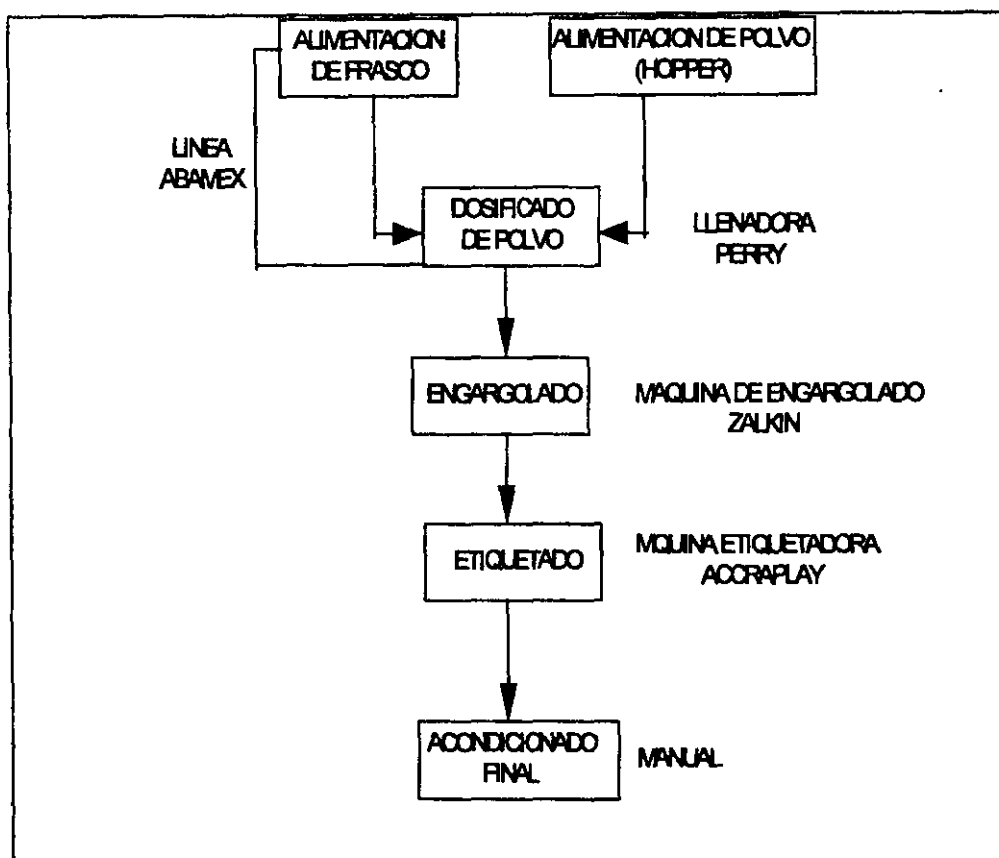 ALIMENTACION
DE FRASCO
ALIMENTACION DE POLVO
(HOPPER)
LINEA
ABAMEX
DOSIFICADO
DE POLVO
LLENADORA
PERRY
ENGARGOLADO
MAQUINA DE ENGARGOLADO
ZALKIN
ETIQUETADO
MQUINA ETIQUETADORA
ACCRAPLAY
ACONDICIONADO
FINAL
MANUAL